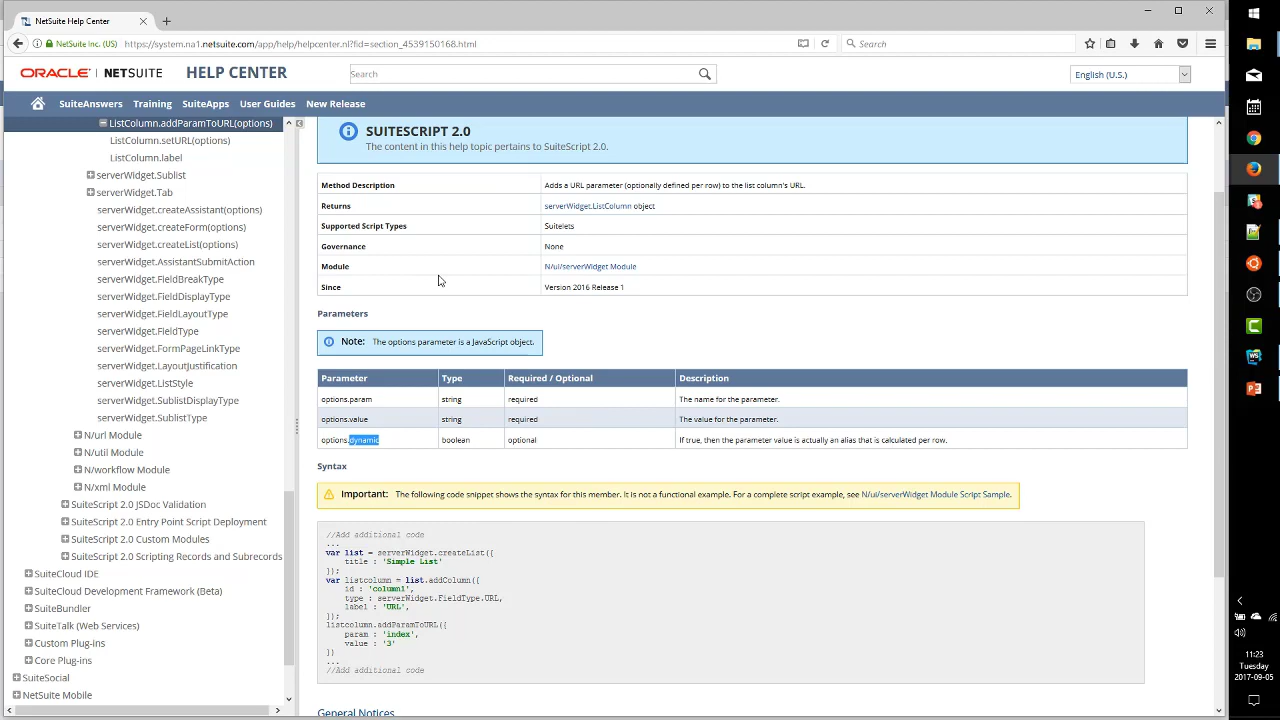 NetSuite Help Center
NetSuite Inc. (US)
https://system.na1.netsuite.com/app/help/helpcenter.nl?fid=section_4539150168.html
Search
ORACLE | NETSUITE HELP CENTER
Search
English (U.S.)
SuiteAnswers Training SuiteApps User Guides New Release
ListColumn.addParamToURL(options)
ListColumn.setURL(options)
ListColumn.label
serverWidget.Sublist
serverWidget.Tab
serverWidget.createAssistant(options)
serverWidget.createForm(options)
serverWidget.createList(options)
serverWidget.AssistantSubmitAction
serverWidget.FieldBreakType
serverWidget.FieldDisplayType
serverWidget.FieldLayoutType
serverWidget.FieldType
serverWidget.FormPageLinkType
serverWidget.LayoutJustification
serverWidget.ListStyle
serverWidget.SublistDisplayType
serverWidget.SublistType
N/url Module
N/util Module
N/workflow Module
N/xml Module
SuiteScript 2.0 JSDoc Validation
SuiteScript 2.0 Entry Point Script Deployment
SuiteScript 2.0 Custom Modules
SuiteScript 2.0 Scripting Records and Subrecords
SuiteCloud IDE
SuiteCloud Development Framework (Beta)
SuiteBundler
SuiteTalk (Web Services)
Custom Plug-ins
Core Plug-ins
SuiteSocial
NetSuite Mobile
SUITESCRIPT 2.0
The content in this help topic pertains to SuiteScript 2.0.
Method Description Adds a URL parameter (optionally defined per row) to the list column's URL.
Returns serverWidget.ListColumn object
Supported Script Types Suitelets
Governance None
Module N/ui/serverWidget Module
Since Version 2016 Release 1
Parameters
Note: The options parameter is a JavaScript object.
Parameter Type Required / Optional Description
options.param string required The name for the parameter.
options.value string required The value for the parameter.
options.dynamic boolean optional If true, then the parameter value is actually an alias that is calculated per row.
Syntax
Important: The following code snippet shows the syntax for this member. It is not a functional example. For a complete script example, see N/ui/serverWidget Module Script Sample.
//Add additional code
...
var list = serverWidget.createList({
title : 'Simple List'
});
var listcolumn = list.addColumn({
id : 'column1',
type : serverWidget.FieldType.URL,
label : 'URL',
});
listcolumn.addParamToURL({
param : 'index',
value : '3'
})
...
//Add additional code
General Notices
11:23
Tuesday
2017-09-05